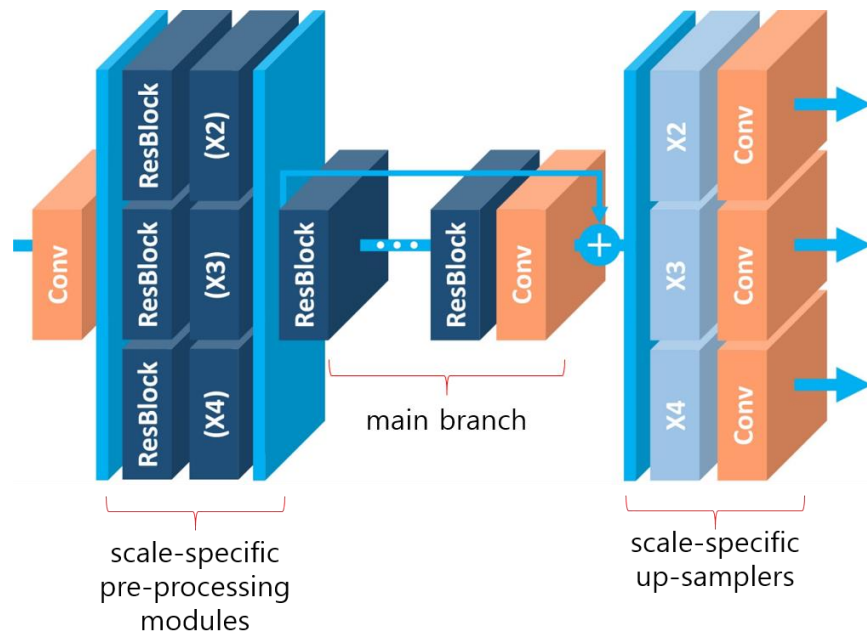 Conv
ResBlock
(X2)
ResBlock
(X3)
ResBlock
(X4)
ResBlock
ResBlock
Conv
+
X2
Conv
X3
Conv
X4
Conv
main branch
scale-specific
pre-processing
modules
scale-specific
up-samplers